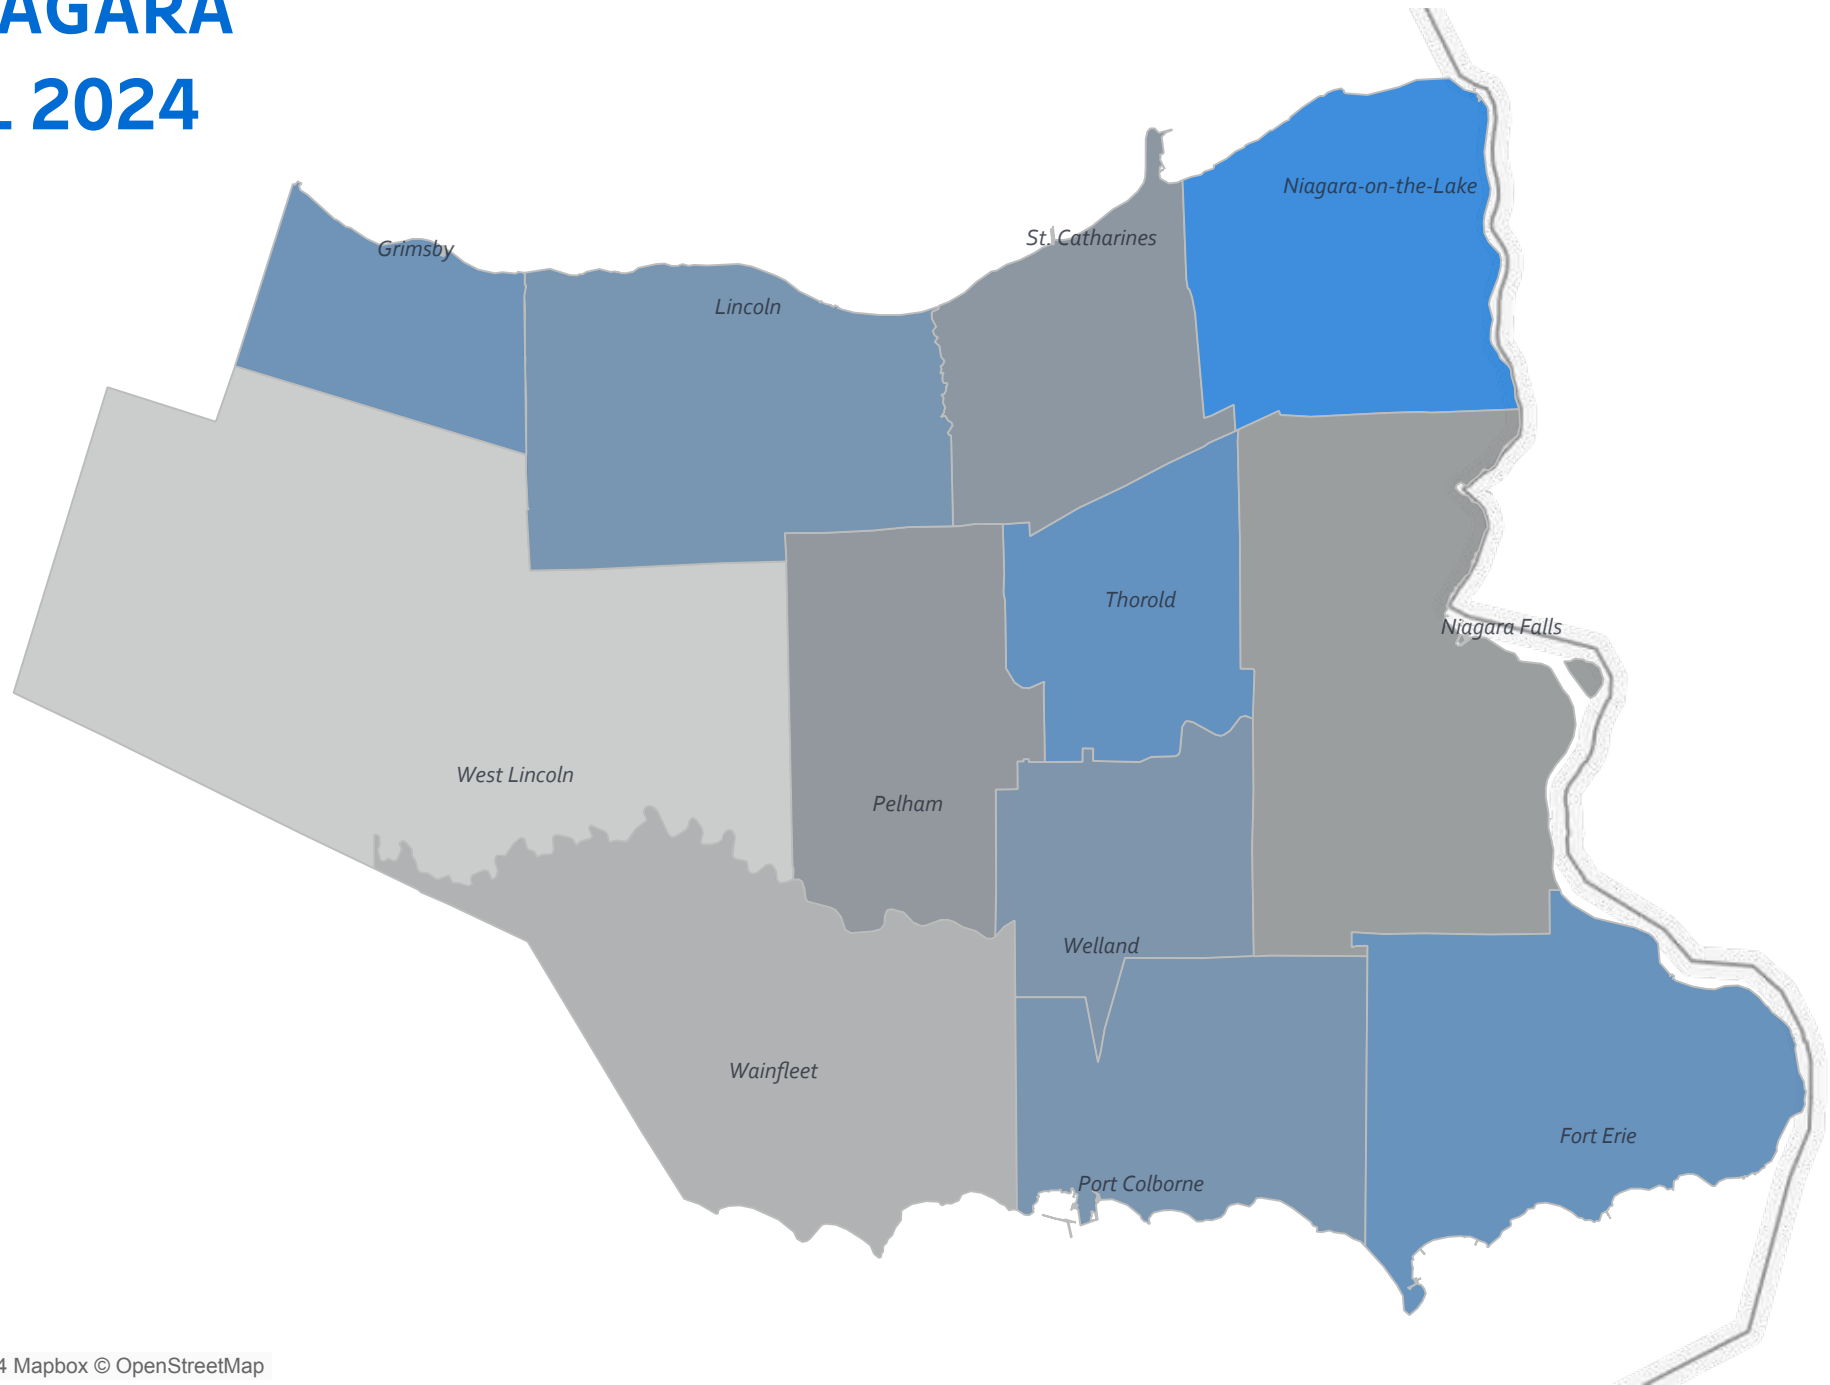 AGARA
2024
Niagara-on-the-Lake
St. Catharines
Grimsby
Lincoln
Thorold
Niagara Falls
West Lincoln
Pelham
Welland
Wainfleet
Fort Erie
Port Colborne
4 Mapbox © OpenStreetMap